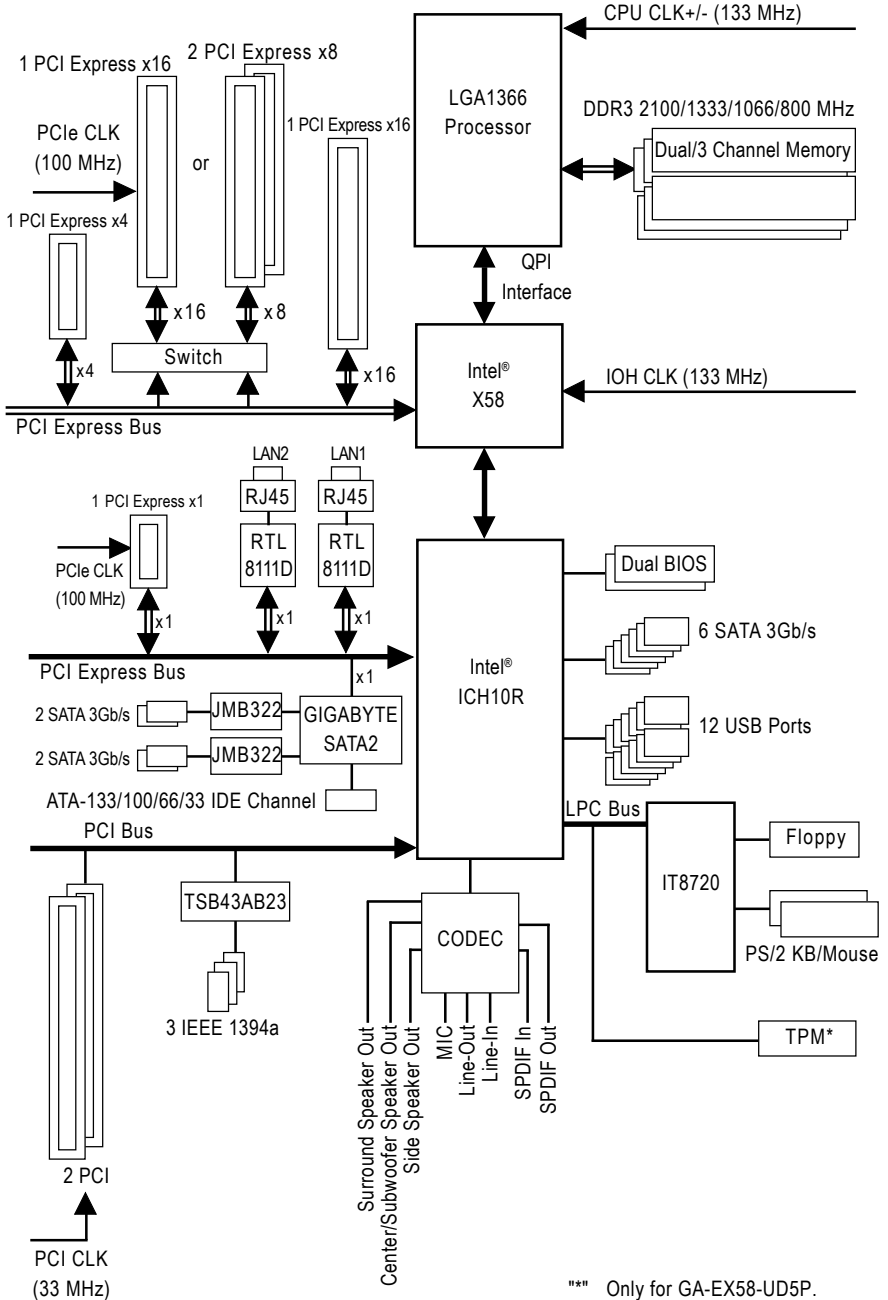 CPU CLK+/- (133 MHz)
2 PCI Express x8
1 PCI Express x16
LGA1366
Processor
DDR3 2100/1333/1066/800 MHz
1 PCI Express x16
PCIe CLK
(100 MHz)
or
Dual/3 Channel Memory
1 PCI Express x4
QPI
Interface
x16
x8
Switch
x4
x16
Intel®
X58
IOH CLK (133 MHz)
PCI Express Bus
LAN2
LAN1
RJ45
RJ45
1 PCI Express x1
RTL
8111D
RTL
8111D
PCIe CLK
(100 MHz)
x1
x1
x1
Dual BIOS
6 SATA 3Gb/s
PCI Express Bus
x1
Intel®
ICH10R
2 SATA 3Gb/s
JMB322
GIGABYTE
SATA2
12 USB Ports
2 SATA 3Gb/s
JMB322
ATA-133/100/66/33 IDE Channel
LPC Bus
PCI Bus
Floppy
IT8720
TSB43AB23
CODEC
PS/2 KB/Mouse
3 IEEE 1394a
TPM*
Surround Speaker Out
Center/Subwoofer Speaker Out
Side Speaker Out
MIC
Line-Out
Line-In
SPDIF In
SPDIF Out
2 PCI
PCI CLK
(33 MHz)
"*" Only for GA-EX58-UD5P.